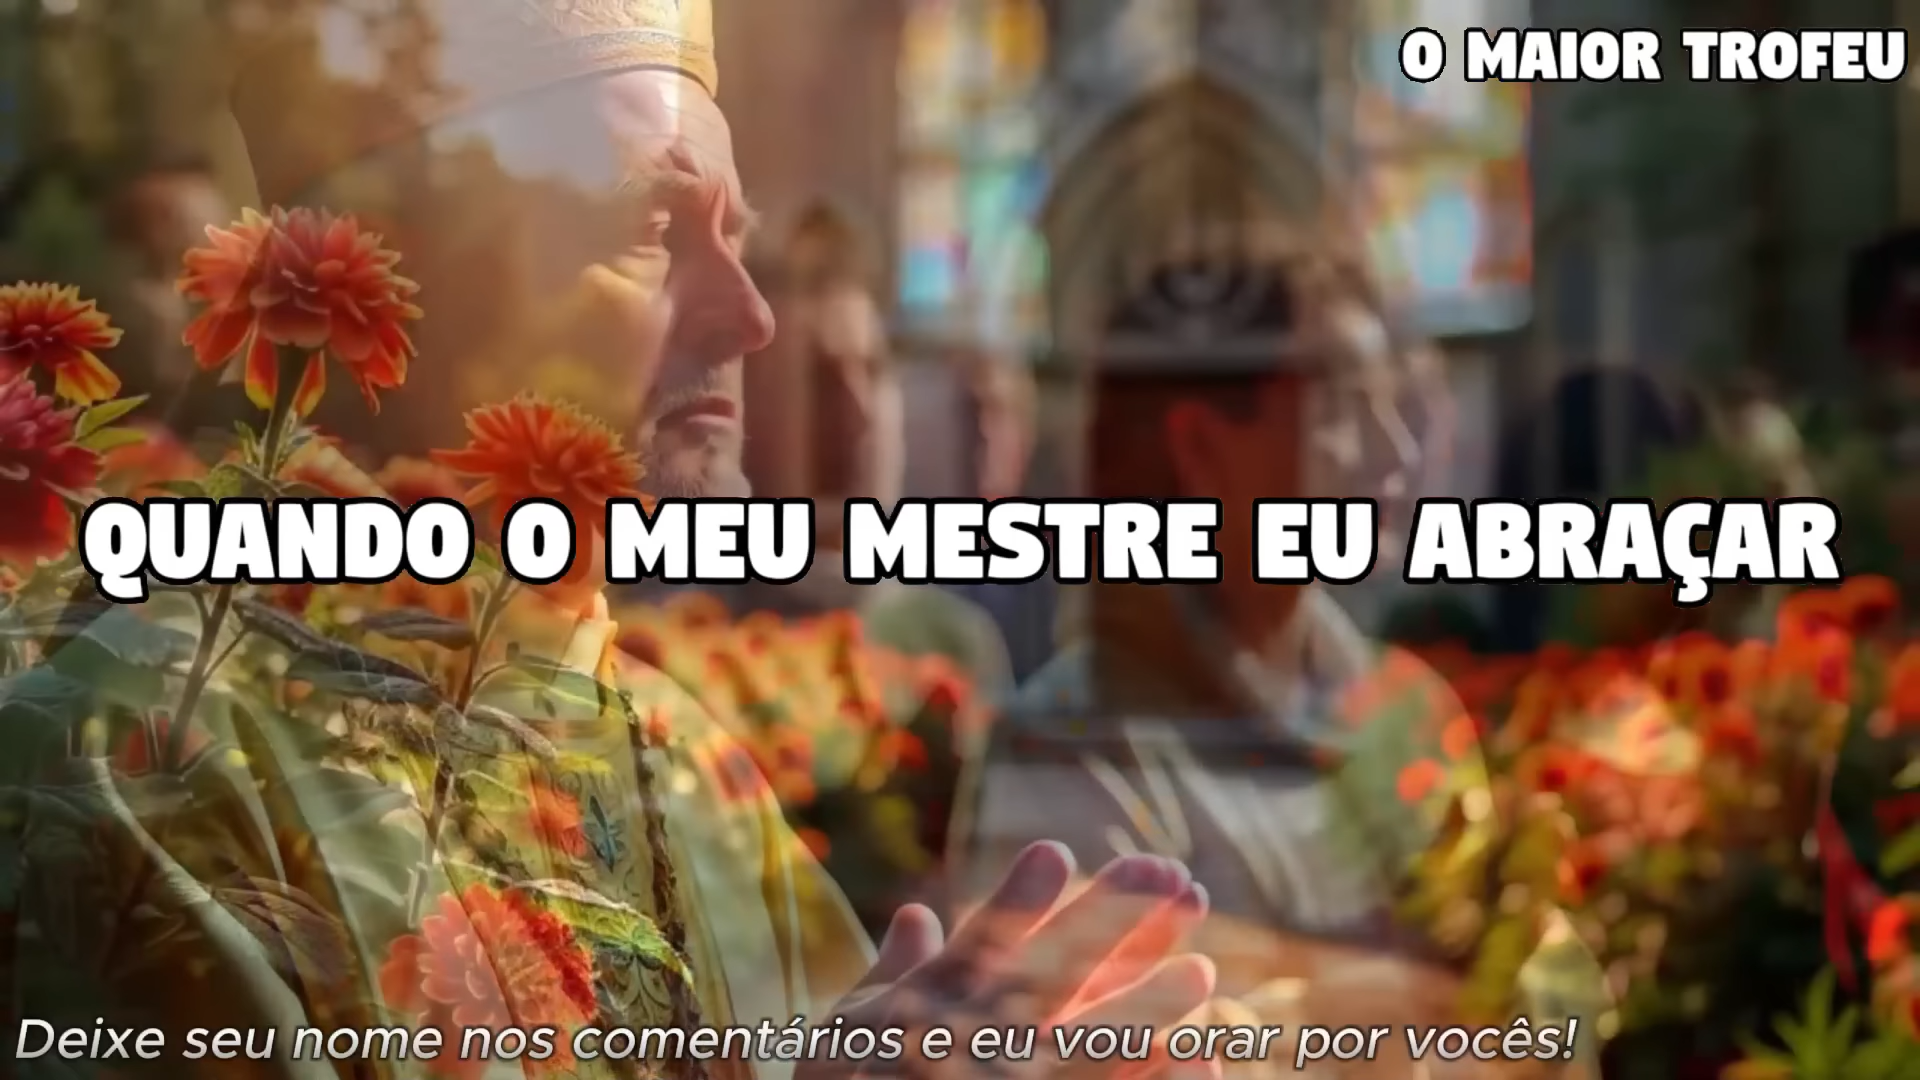 O MAIOR TROFEU
QUANDO O MEU MESTRE EU ABRAÇAR
Deixe seu nome nos comentários e eu vou orar por vocês!